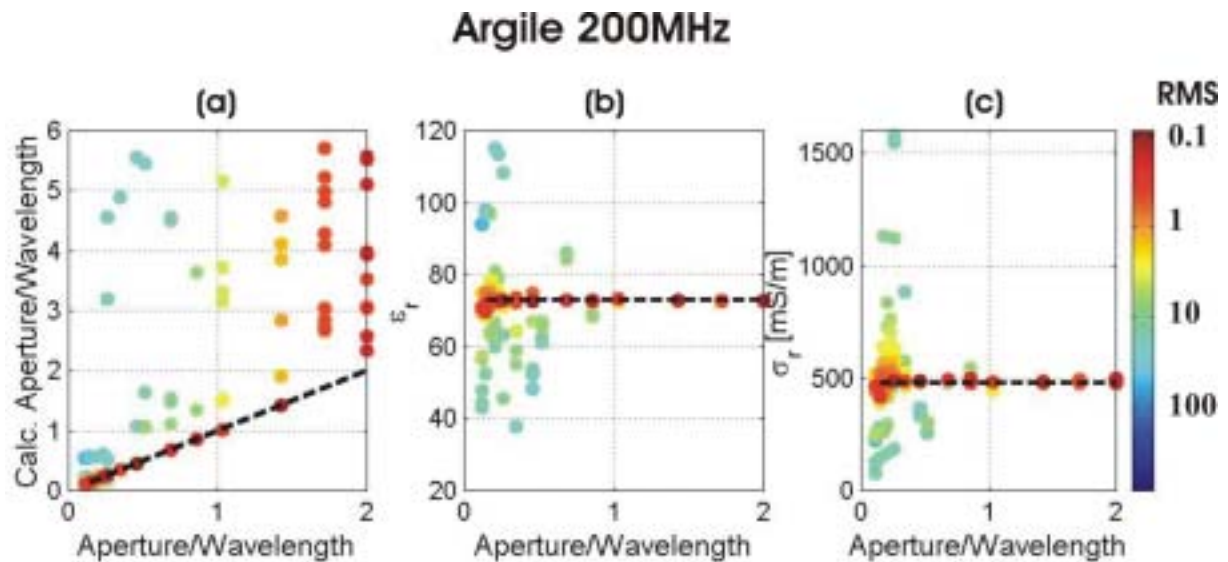 Argile 200MHz
(a)
(b)
(c)
RMS
Calc. Aperture/Wavelength
6
5
4
3
2
1
0
0
1
2
Aperture/Wavelength
εr
120
100
80
60
40
20
0
1
2
Aperture/Wavelength
σr [mS/m]
1500
1000
500
0
0
1
2
Aperture/Wavelength
0.1
1
10
100